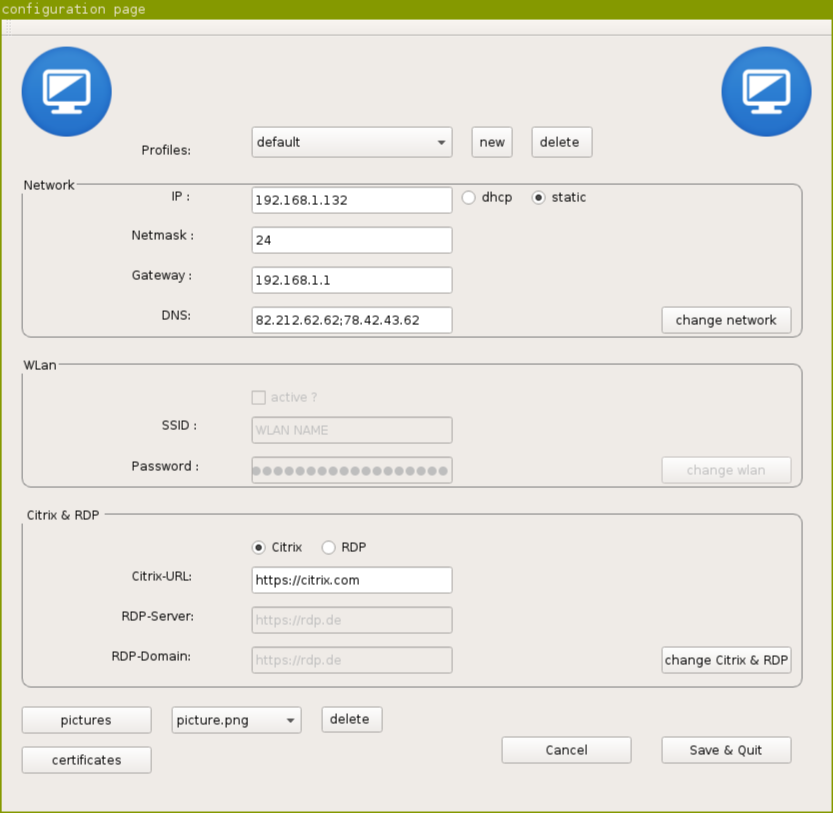 configuration page
Profiles: default new delete
Network
IP : 192.168.1.132 dhcp static
Netmask : 24
Gateway : 192.168.1.1
DNS: 82.212.62.62;78.42.43.62 change network
WLan
active ?
SSID : WLAN NAME
Password : ●●●●●●●●●●●●●●●●●● change wlan
Citrix & RDP
Citrix RDP
Citrix-URL: https://citrix.com
RDP-Server: https://rdp.de
RDP-Domain: https://rdp.de change Citrix & RDP
pictures picture.png delete
certificates Cancel Save & Quit